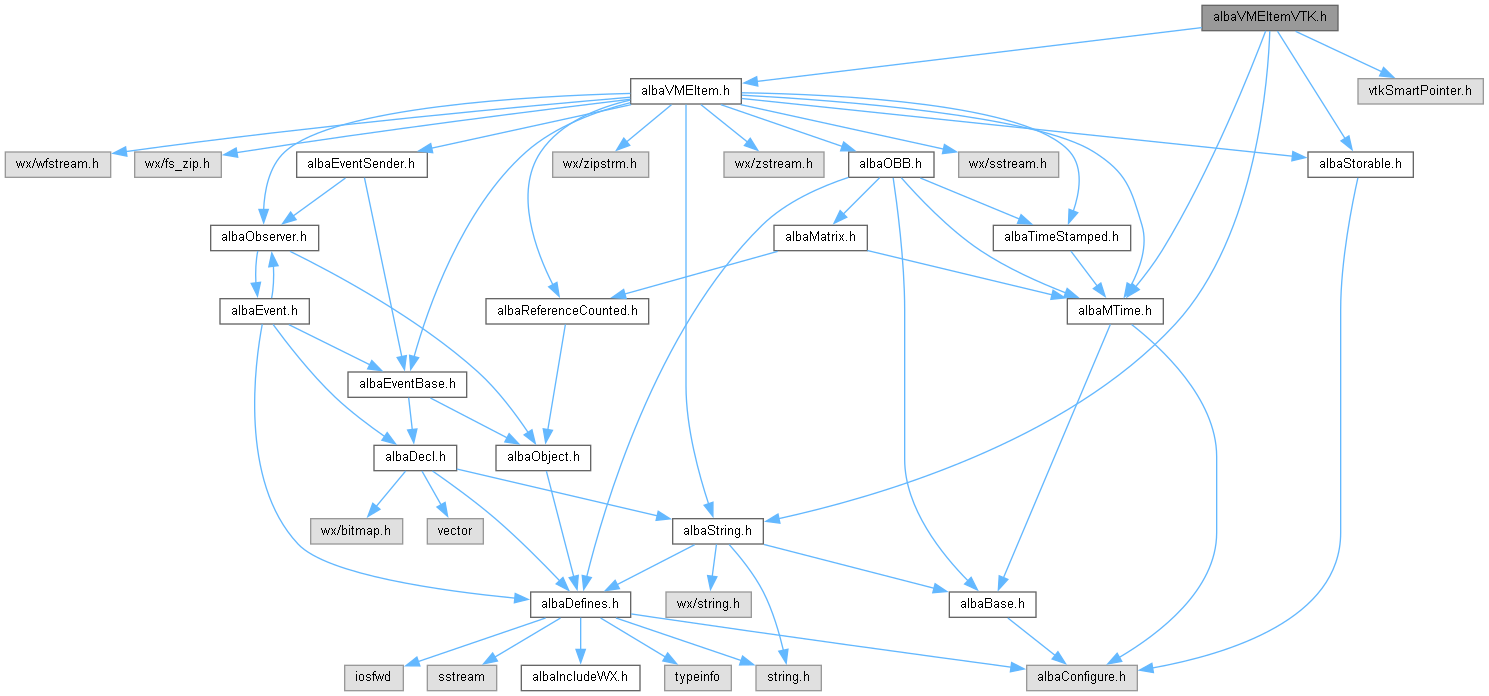 albaVMEItemVTK.h
albaVMEItem.h
vtkSmartPointer.h
wx/wfstream.h
wx/fs_zip.h
albaEventSender.h
wx/zipstrm.h
wx/zstream.h
albaOBB.h
wx/sstream.h
albaStorable.h
albaObserver.h
albaMatrix.h
albaTimeStamped.h
albaEvent.h
albaReferenceCounted.h
albaMTime.h
albaEventBase.h
albaDecl.h
albaObject.h
wx/bitmap.h
vector
albaString.h
albaDefines.h
wx/string.h
albaBase.h
iosfwd
sstream
albaIncludeWX.h
typeinfo
string.h
albaConfigure.h